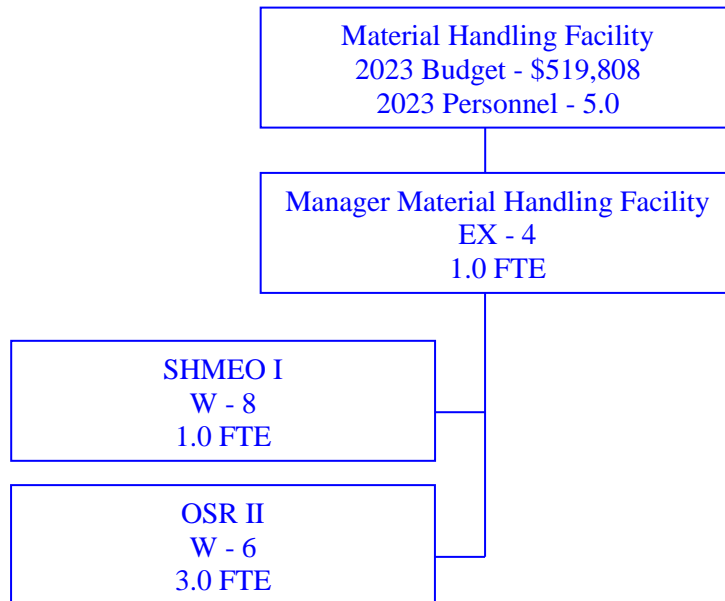 Material Handling Facility
2023 Budget - $519,808
2023 Personnel - 5.0
Manager Material Handling Facility
EX - 4
1.0 FTE
SHMEO I
W - 8
1.0 FTE
OSR II
W - 6
3.0 FTE